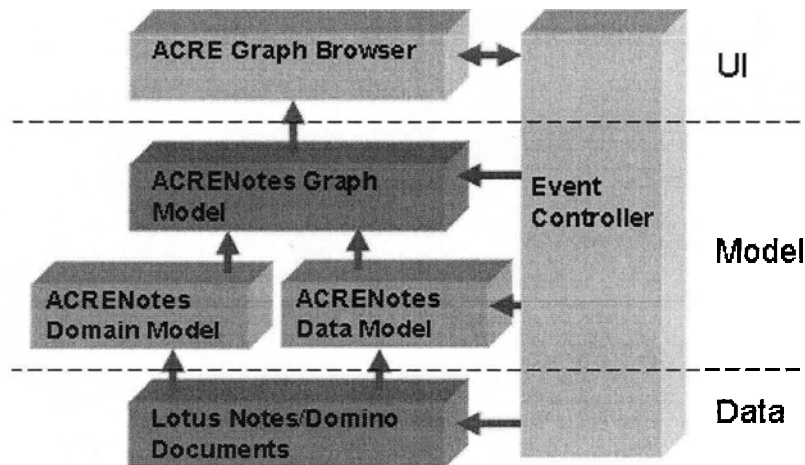 ACRE Graph Browser
UI
ACRENotes Graph
Model
Event
Controller
Model
ACRENotes
Domain Model
ACRENotes
Data Model
Lotus Notes/Domino
Documents
Data